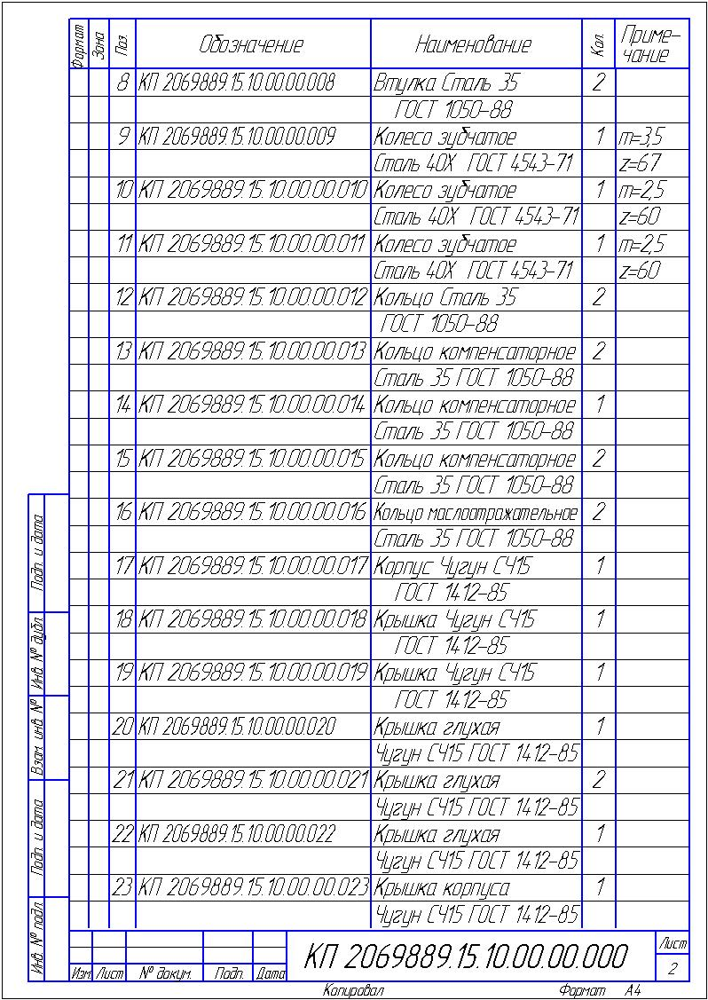 Формат Зона Поз. Обозначение Наименование Кол. Приме-
чание
8 КП 2069889.15.10.00.00.008 Втулка Сталь 35 2
ГОСТ 1050-88
9 КП 2069889.15.10.00.00.009 Колесо зубчатое 1 m=3,5
Сталь 40Х ГОСТ 4543-71 z=67
10 КП 2069889.15.10.00.00.010 Колесо зубчатое 1 m=2,5
Сталь 40Х ГОСТ 4543-71 z=60
11 КП 2069889.15.10.00.00.011 Колесо зубчатое 1 m=2,5
Сталь 40Х ГОСТ 4543-71 z=60
12 КП 2069889.15.10.00.00.012 Кольцо Сталь 35 2
ГОСТ 1050-88
13 КП 2069889.15.10.00.00.013 Кольцо компенсаторное 2
Сталь 35 ГОСТ 1050-88
14 КП 2069889.15.10.00.00.014 Кольцо компенсаторное 1
Сталь 35 ГОСТ 1050-88
15 КП 2069889.15.10.00.00.015 Кольцо компенсаторное 2
Сталь 35 ГОСТ 1050-88
16 КП 2069889.15.10.00.00.016 Кольцо маслоотражательное 2
Сталь 35 ГОСТ 1050-88
17 КП 2069889.15.10.00.00.017 Корпус Чугун СЧ15 1
ГОСТ 1412-85
18 КП 2069889.15.10.00.00.018 Крышка Чугун СЧ15 1
ГОСТ 1412-85
19 КП 2069889.15.10.00.00.019 Крышка Чугун СЧ15 1
ГОСТ 1412-85
20 КП 2069889.15.10.00.00.020 Крышка глухая 1
Чугун СЧ15 ГОСТ 1412-85
21 КП 2069889.15.10.00.00.021 Крышка глухая 2
Чугун СЧ15 ГОСТ 1412-85
22 КП 2069889.15.10.00.00.022 Крышка глухая 1
Чугун СЧ15 ГОСТ 1412-85
23 КП 2069889.15.10.00.00.023 Крышка корпуса 1
Чугун СЧ15 ГОСТ 1412-85
Подп. и дата
Инв. № дубл.
Взам. инв. №
Подп. и дата
Инв. № подл.
КП 2069889.15.10.00.00.000
Лист
2
Изм. Лист № докум. Подп. Дата
Копировал Формат А4